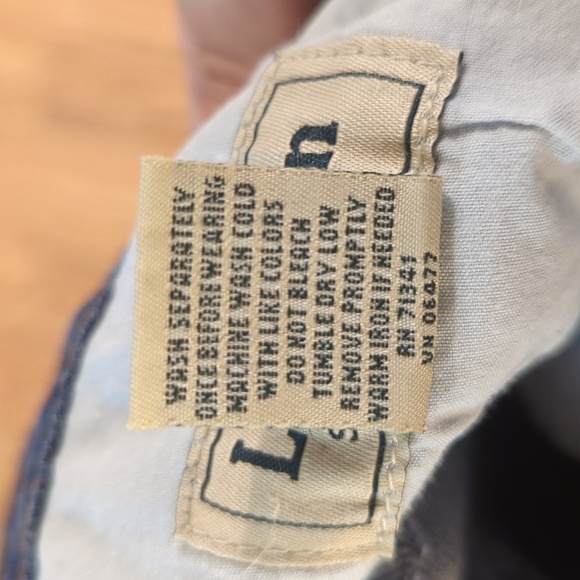 WASH SEPARATELY
ONCE BEFORE WEARING
MACHINE WASH COLD
WITH LIKE COLORS
DO NOT BLEACH
TUMBLE DRY LOW
REMOVE PROMPTLY
WARM IRON IF NEEDED
RN 71341
VN 06477
L
n
S